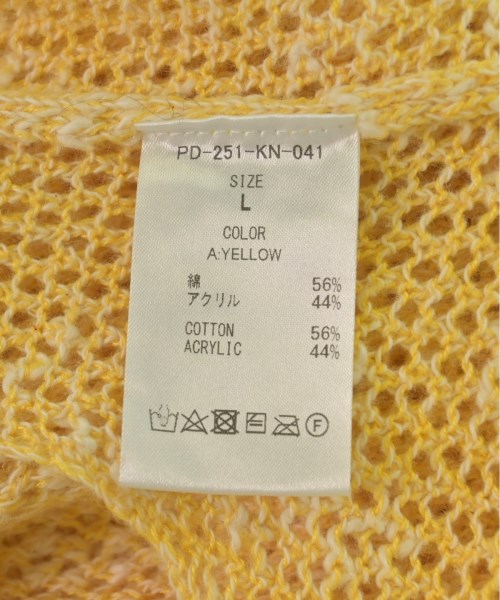 PD-251-KN-041
SIZE
L
COLOR
A:YELLOW
綿 56%
アクリル 44%
COTTON 56%
ACRYLIC 44%
F